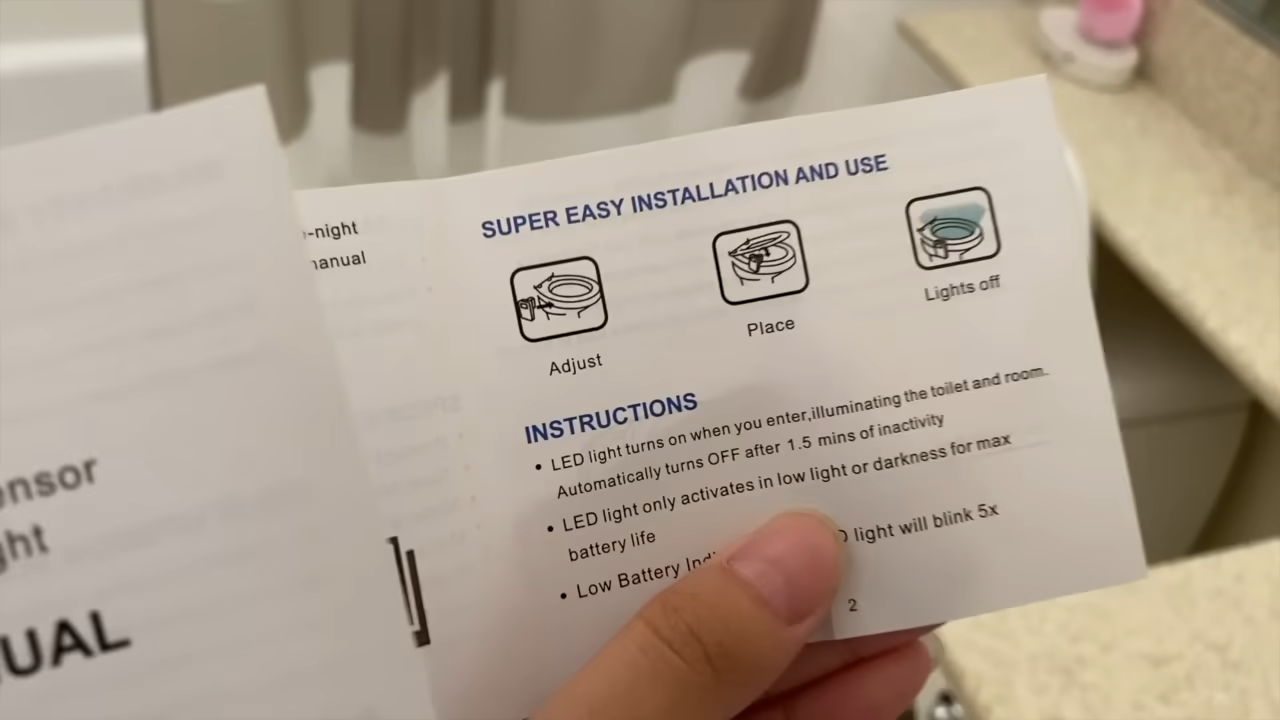 ensor
ght
UAL
-night
manual
SUPER EASY INSTALLATION AND USE
Adjust
Place
Lights off
INSTRUCTIONS
• LED light turns on when you enter,illuminating the toilet and room.
Automatically turns OFF after 1.5 mins of inactivity
• LED light only activates in low light or darkness for max
battery life
• Low Battery light will blink 5x
2